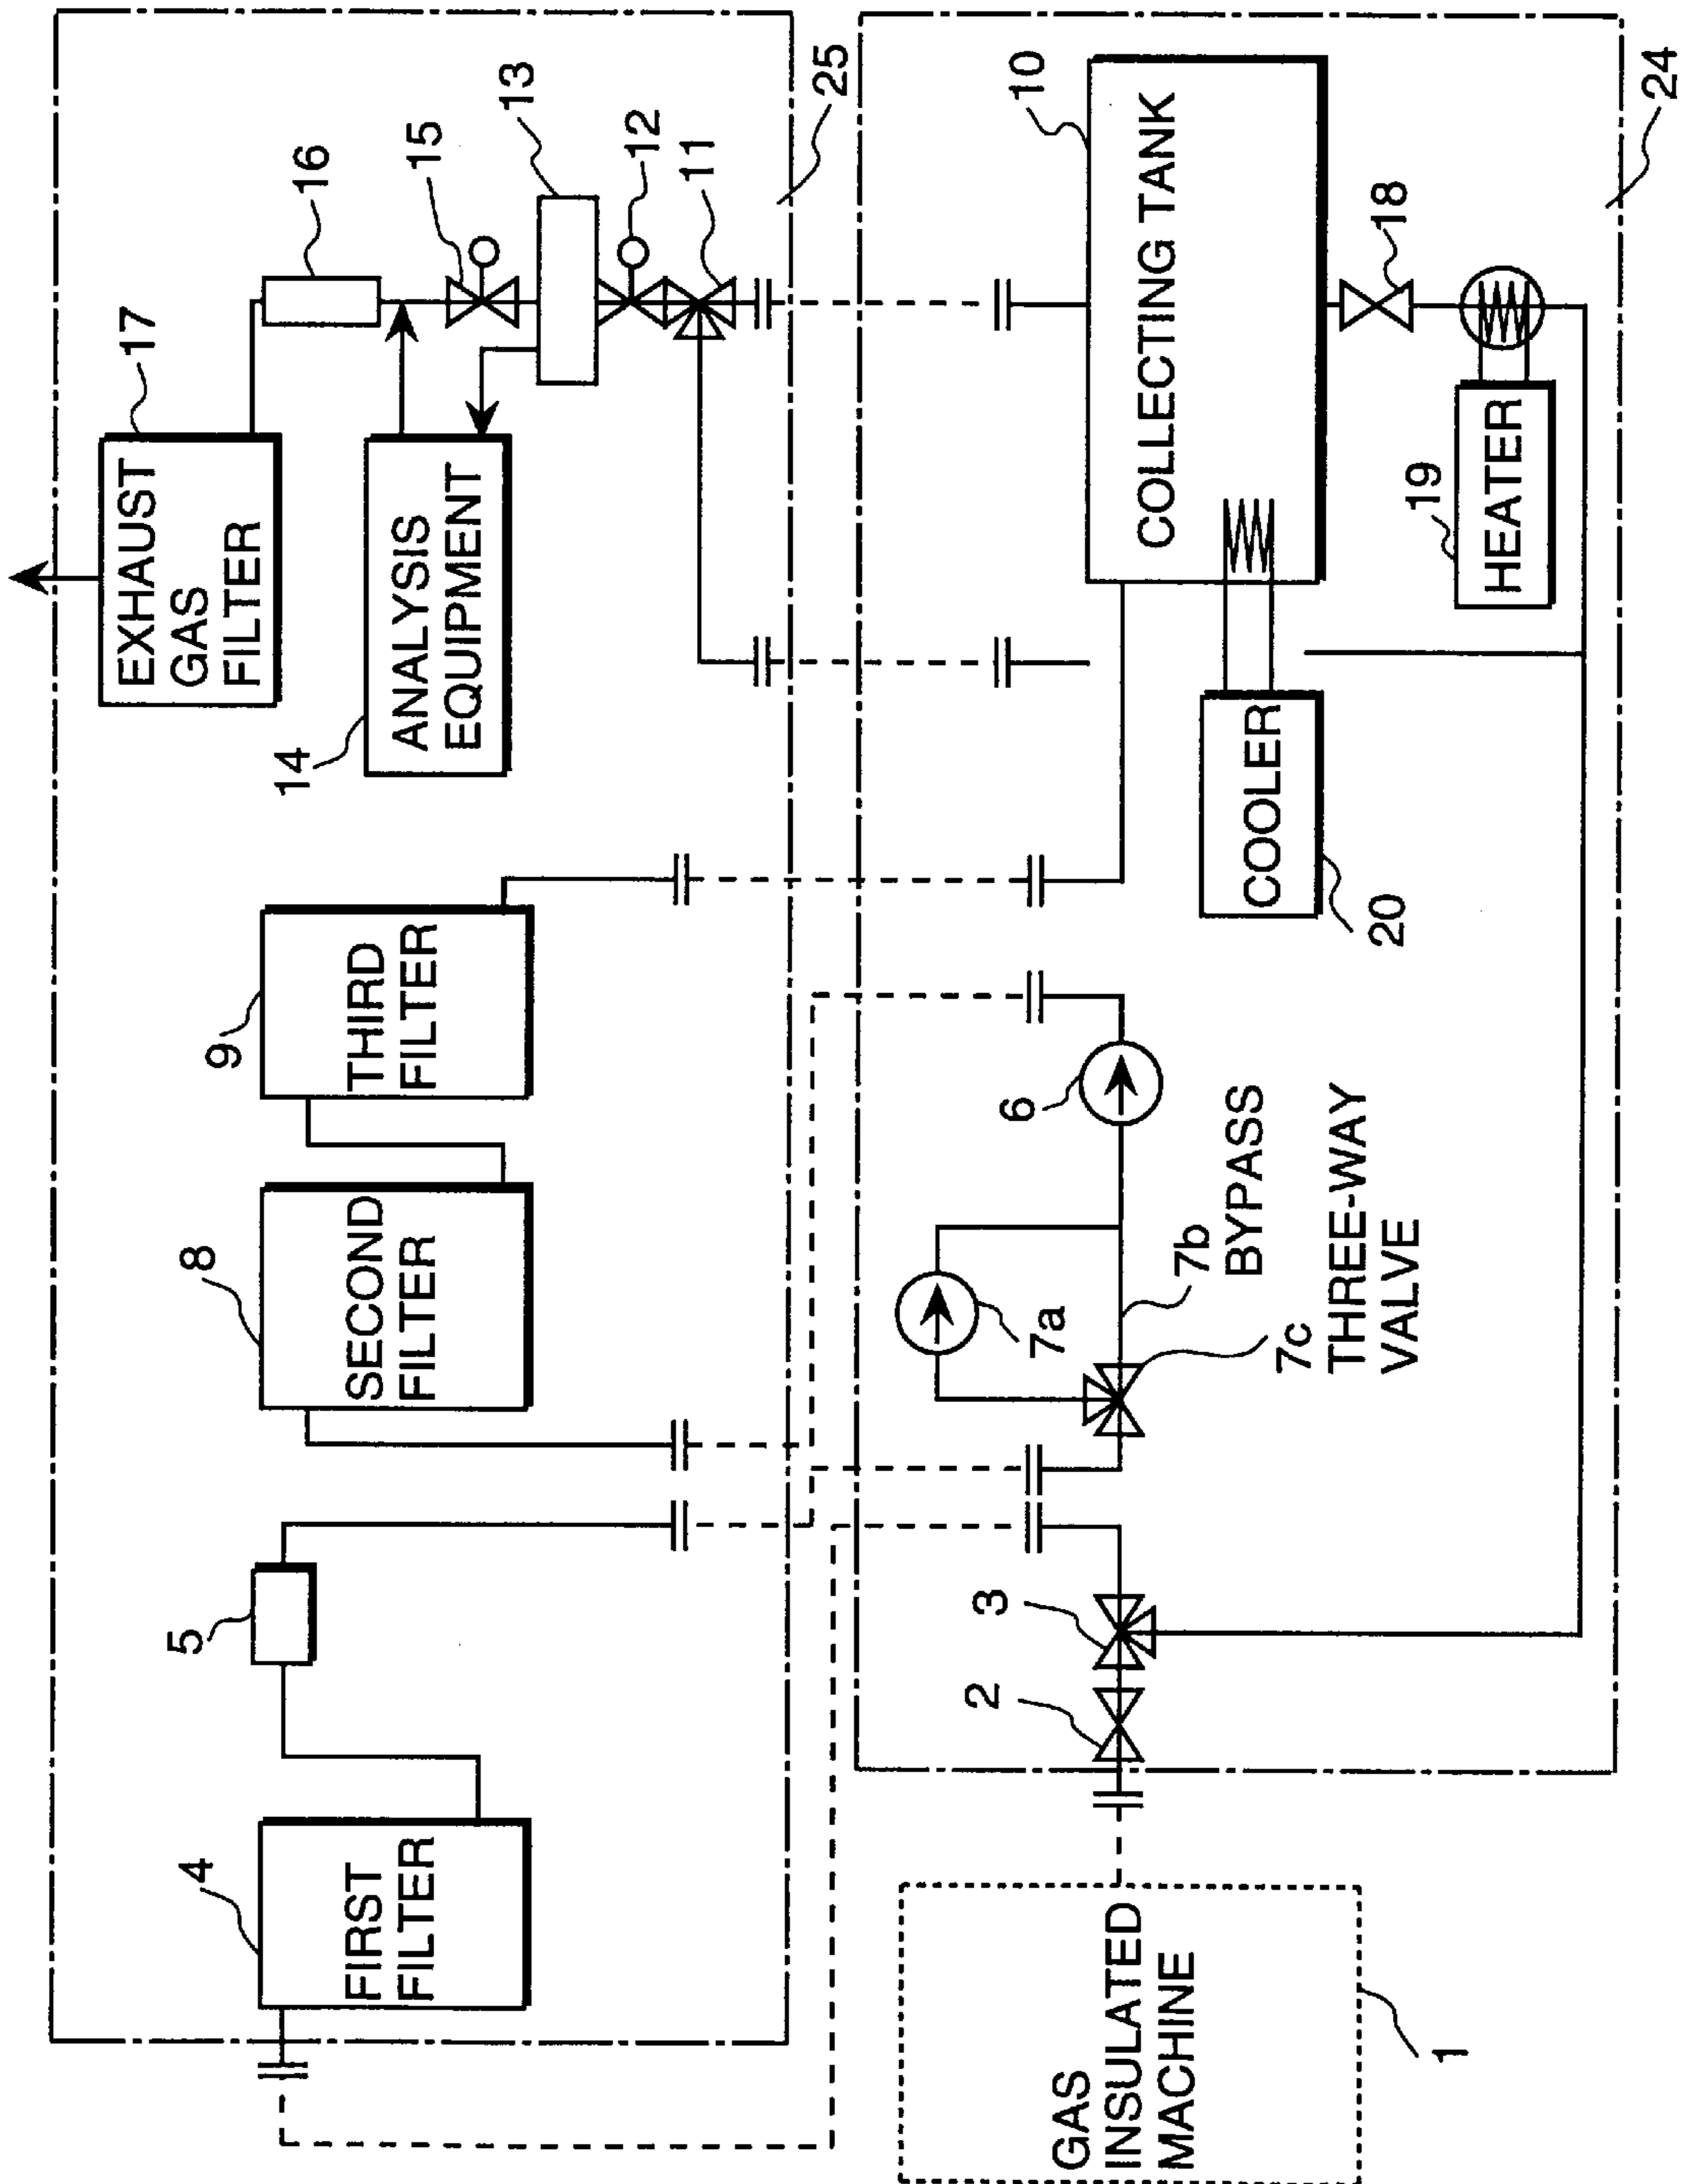 EXHAUST
GAS
FILTER
17
16
15
13
12
11
25
14
ANALYSIS
EQUIPMENT
9
THIRD
FILTER
8
SECOND
FILTER
5
4
FIRST
FILTER
10
COLLECTING TANK
18
24
19
HEATER
COOLER
20
6
7a
7b
BYPASS
7c
THREE-WAY
VALVE
3
2
GAS
INSULATED
MACHINE
1